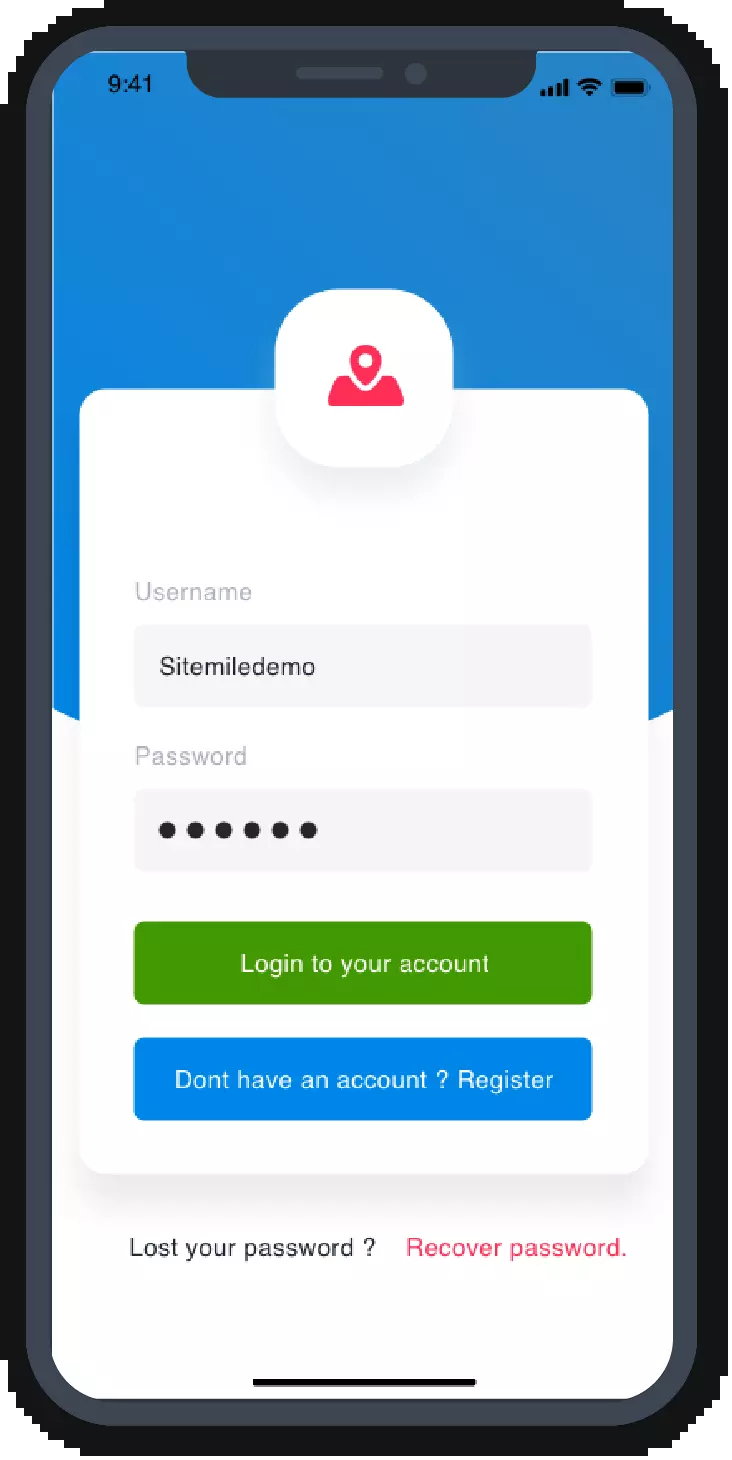 9:41
Username
Sitemiledemo
Password
Login to your account
Dont have an account ? Register
Lost your password ? Recover password.